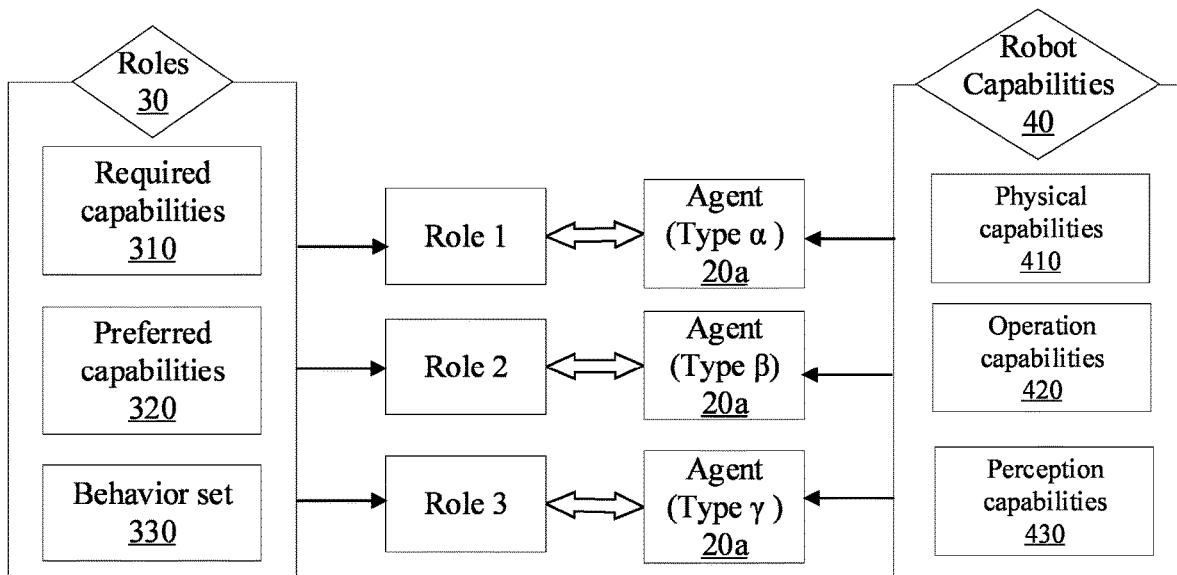 Roles
30
Required
capabilities
310
Preferred
capabilities
320
Behavior set
330
Role 1
Role 2
Role 3
Agent
(Type α )
20a
Agent
(Type β)
20a
Agent
(Type γ )
20a
Robot
Capabilities
40
Physical
capabilities
410
Operation
capabilities
420
Perception
capabilities
430